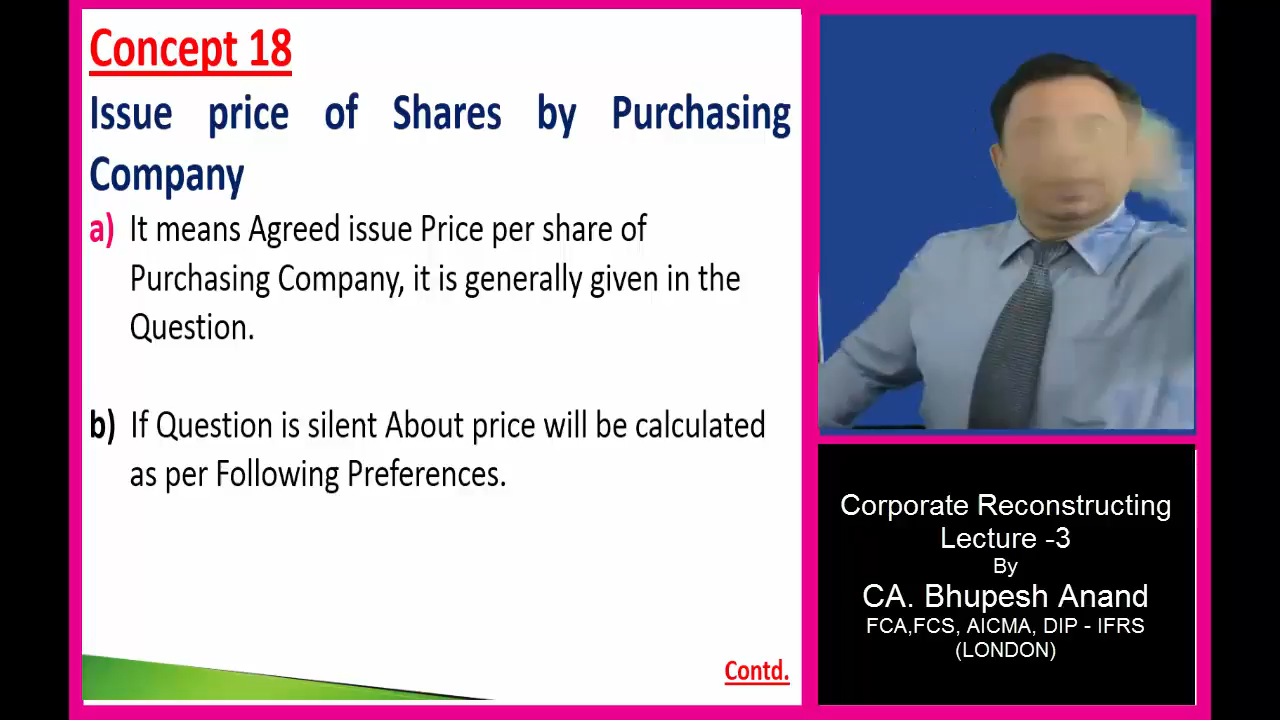 Concept 18
Issue price of Shares by Purchasing
Company
a) It means Agreed issue Price per share of
Purchasing Company, it is generally given in the
Question.
b) If Question is silent About price will be calculated
as per Following Preferences.
Contd.
Corporate Reconstructing
Lecture -3
By
CA. Bhupesh Anand
FCA,FCS, AICMA, DIP - IFRS
(LONDON)